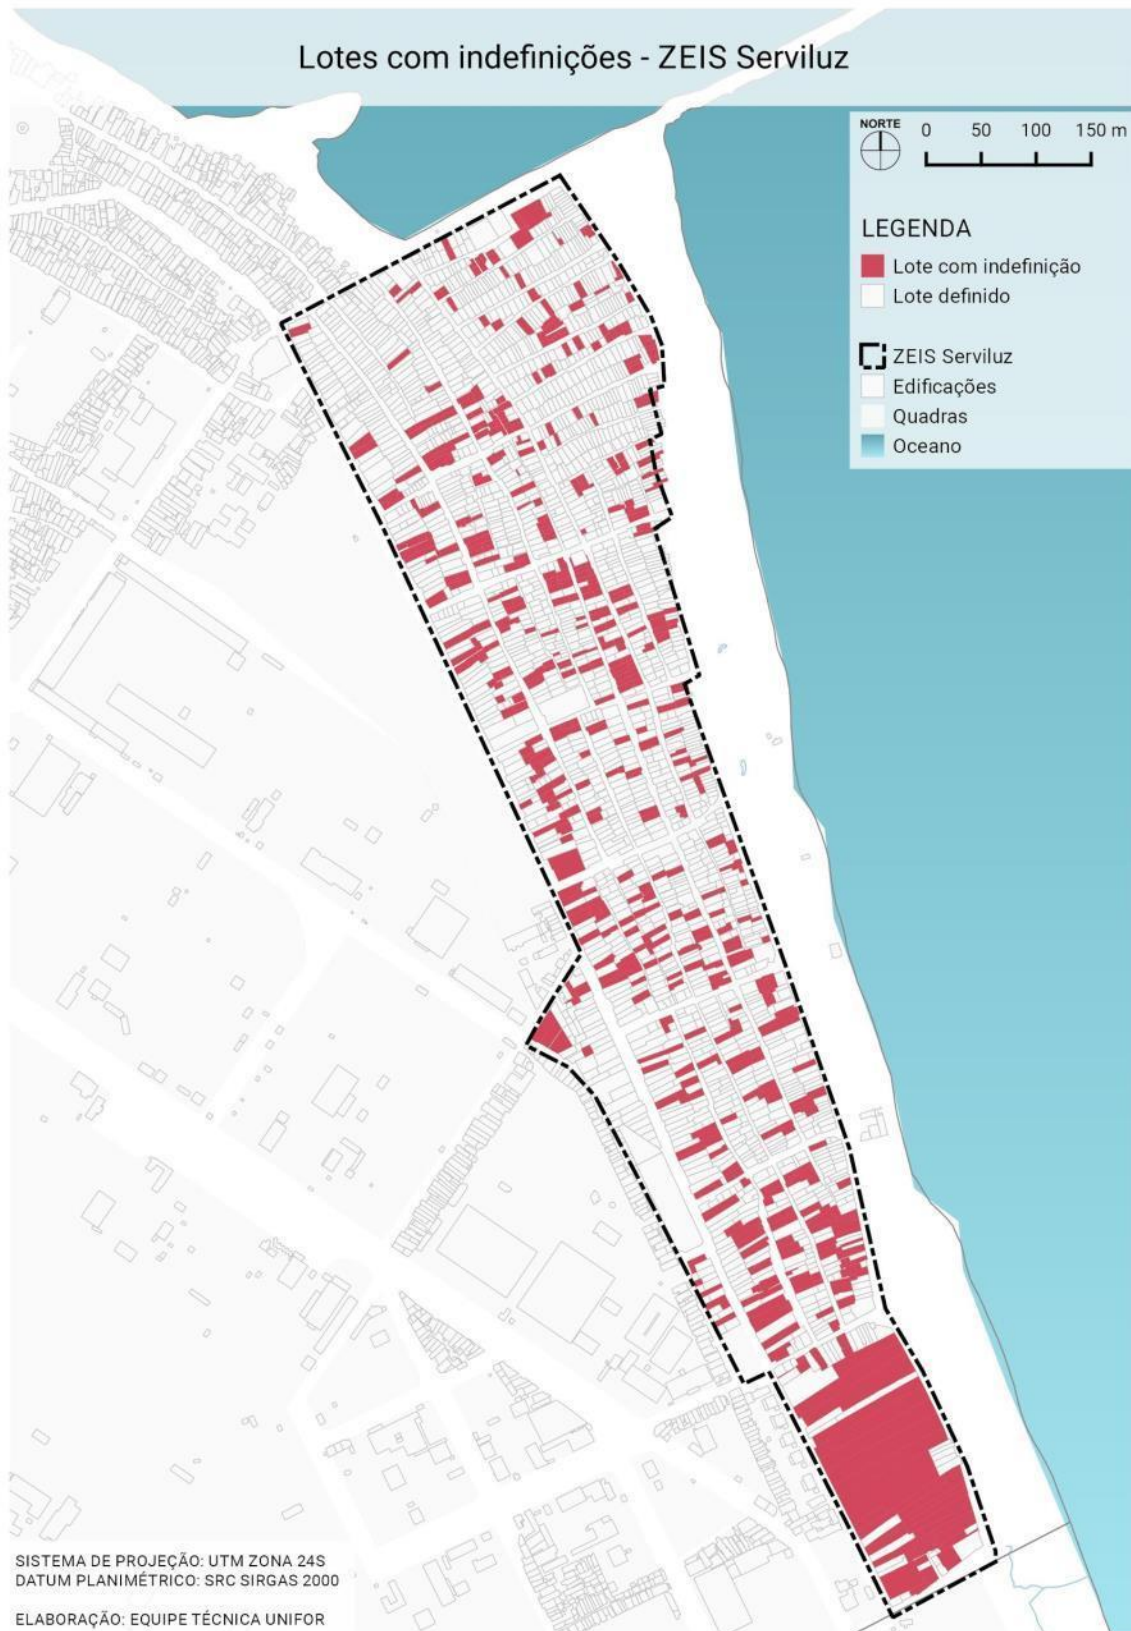 Lotes com indefinições - ZEIS Serviluz
NORTE
0 50 100 150 m
LEGENDA
Lote com indefinição
Lote definido
ZEIS Serviluz
Edificações
Quadras
Oceano
SISTEMA DE PROJEÇÃO: UTM ZONA 24S
DATUM PLANIMÉTRICO: SRC SIRGAS 2000
ELABORAÇÃO: EQUIPE TÉCNICA UNIFOR